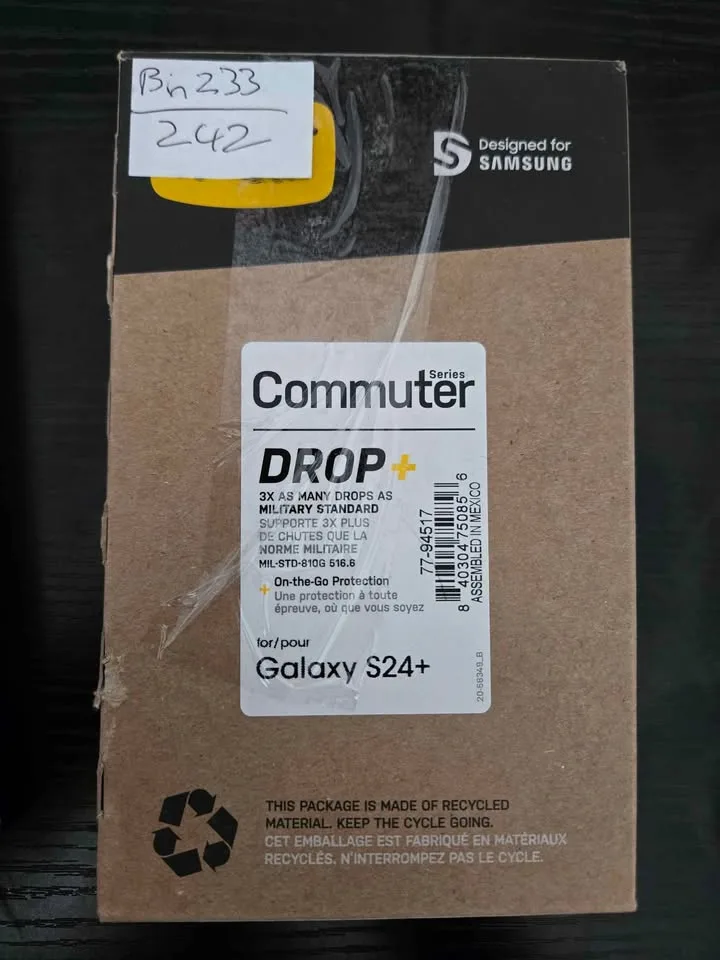 Bin 233
242
Designed for
SAMSUNG
Commuter Series
DROP+
3X AS MANY DROPS AS
MILITARY STANDARD
SUPPORTE 3X PLUS
DE CHUTES QUE LA
NORME MILITAIRE
MIL-STD-810G 516.6
+ On-the-Go Protection
Une protection à toute
épreuve, où que vous soyez
77-94517
8 40304 75085 6
ASSEMBLED IN MEXICO
for/pour
Galaxy S24+
20-58349_B
THIS PACKAGE IS MADE OF RECYCLED
MATERIAL. KEEP THE CYCLE GOING.
CET EMBALLAGE EST FABRIQUÉ EN MATÉRIAUX
RECYCLÉS. N'INTERROMPEZ PAS LE CYCLE.